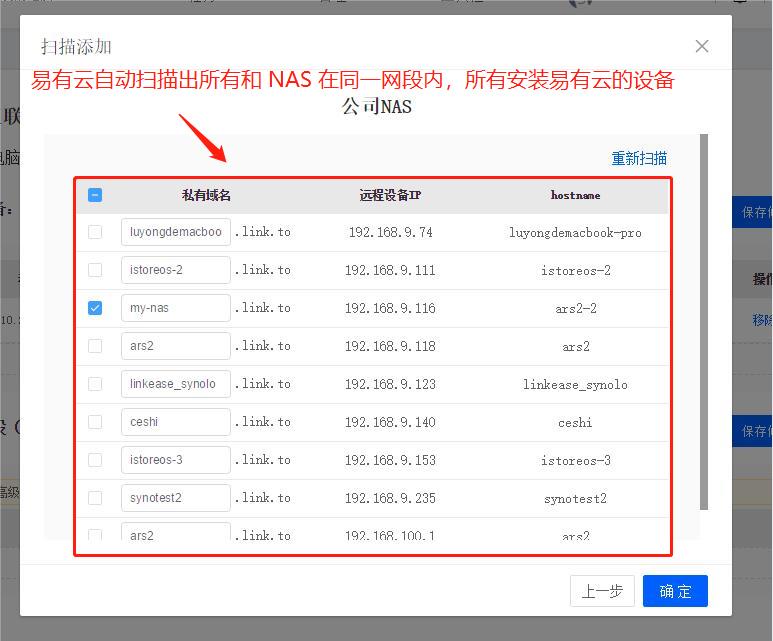 扫描添加
易有云自动扫描出所有和 NAS 在同一网段内，所有安装易有云的设备
公司NAS
联
电脑
重新扫描
私有域名 远程设备IP hostname
备： luyongdemacboo .link.to 192.168.9.74 luyongdemacbook-pro
istoreos-2 .link.to 192.168.9.111 istoreos-2
my-nas .link.to 192.168.9.116 ars2-2
ars2 .link.to 192.168.9.118 ars2
linkease_synolo .link.to 192.168.9.123 linkease_synolo
ceshi .link.to 192.168.9.140 ceshi
istoreos-3 .link.to 192.168.9.153 istoreos-3
synotest2 .link.to 192.168.9.235 synotest2
ars2 .link.to 192.168.100.1 ars2
保存
操作
移除
10.
保存
高级
上一步 确 定